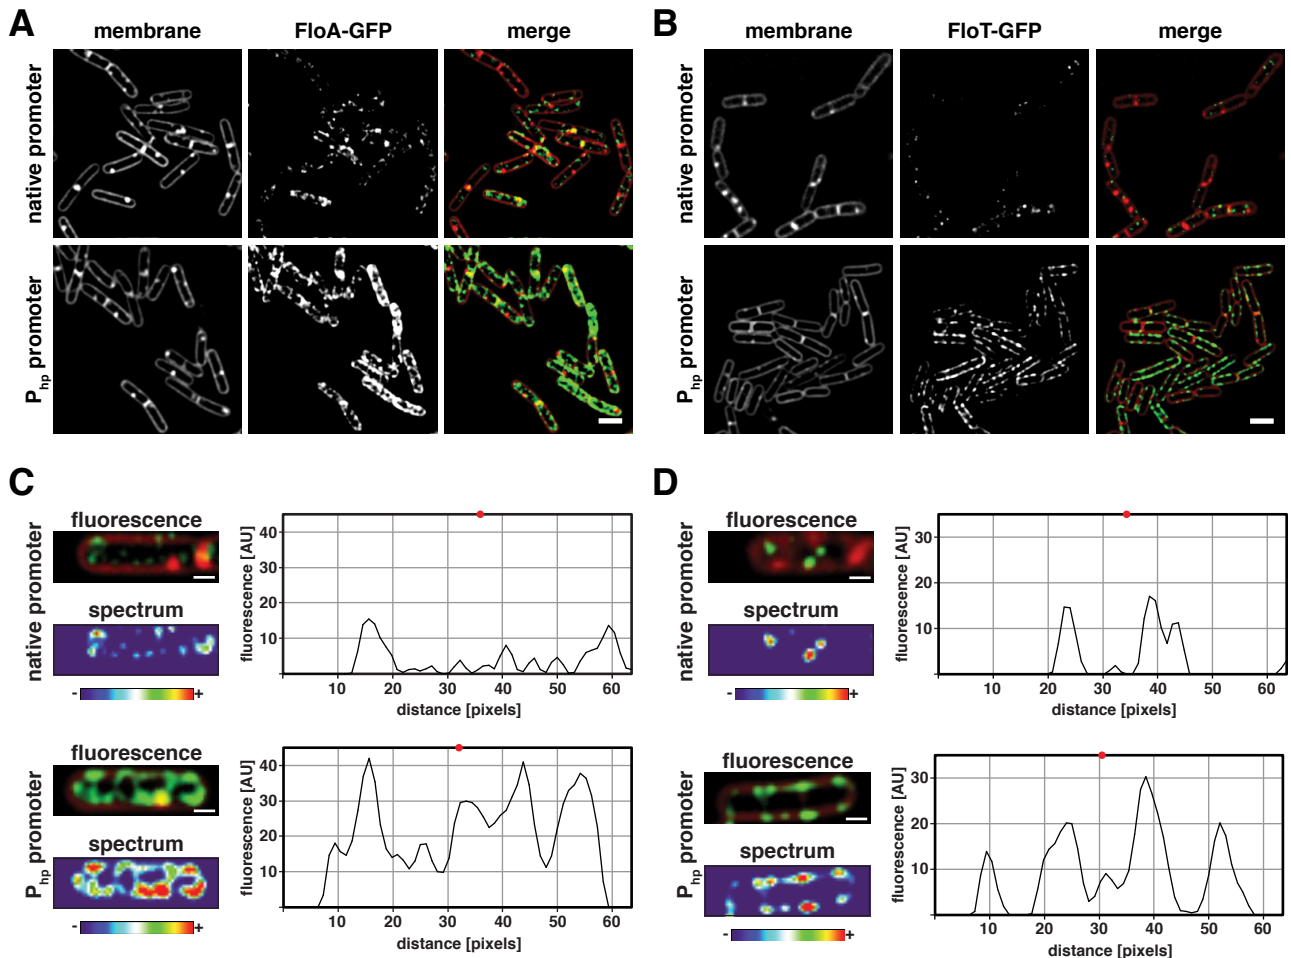 A
membrane
FloA-GFP
merge
native promoter
Php promoter
B
membrane
FloT-GFP
merge
native promoter
Php promoter
C
native promoter
fluorescence
spectrum
- +
fluorescence [AU]
40
30
20
10
10 20 30 40 50 60
distance [pixels]
Php promoter
fluorescence
spectrum
- +
fluorescence [AU]
40
30
20
10
10 20 30 40 50 60
distance [pixels]
D
native promoter
fluorescence
spectrum
- +
fluorescence [AU]
30
20
10
10 20 30 40 50 60
distance [pixels]
Php promoter
fluorescence
spectrum
- +
fluorescence [AU]
30
20
10
10 20 30 40 50 60
distance [pixels]